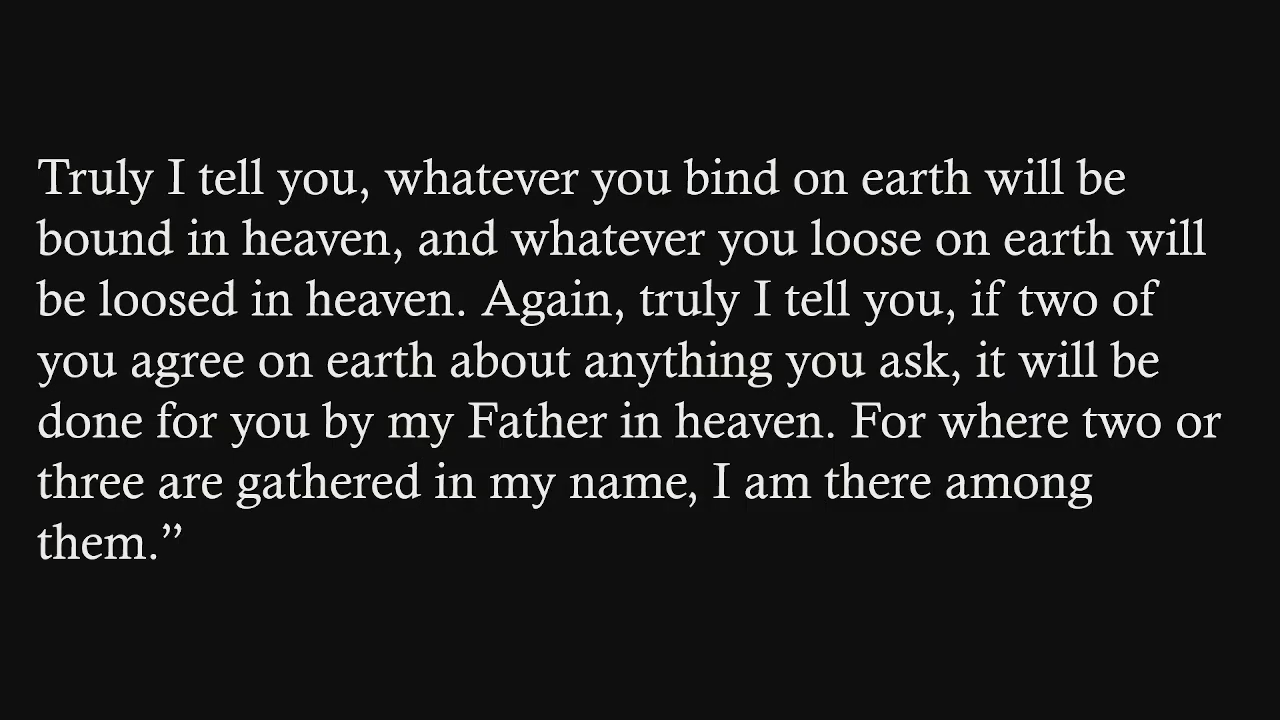 Truly I tell you, whatever you bind on earth will be
bound in heaven, and whatever you loose on earth will
be loosed in heaven. Again, truly I tell you, if two of
you agree on earth about anything you ask, it will be
done for you by my Father in heaven. For where two or
three are gathered in my name, I am there among
them.”